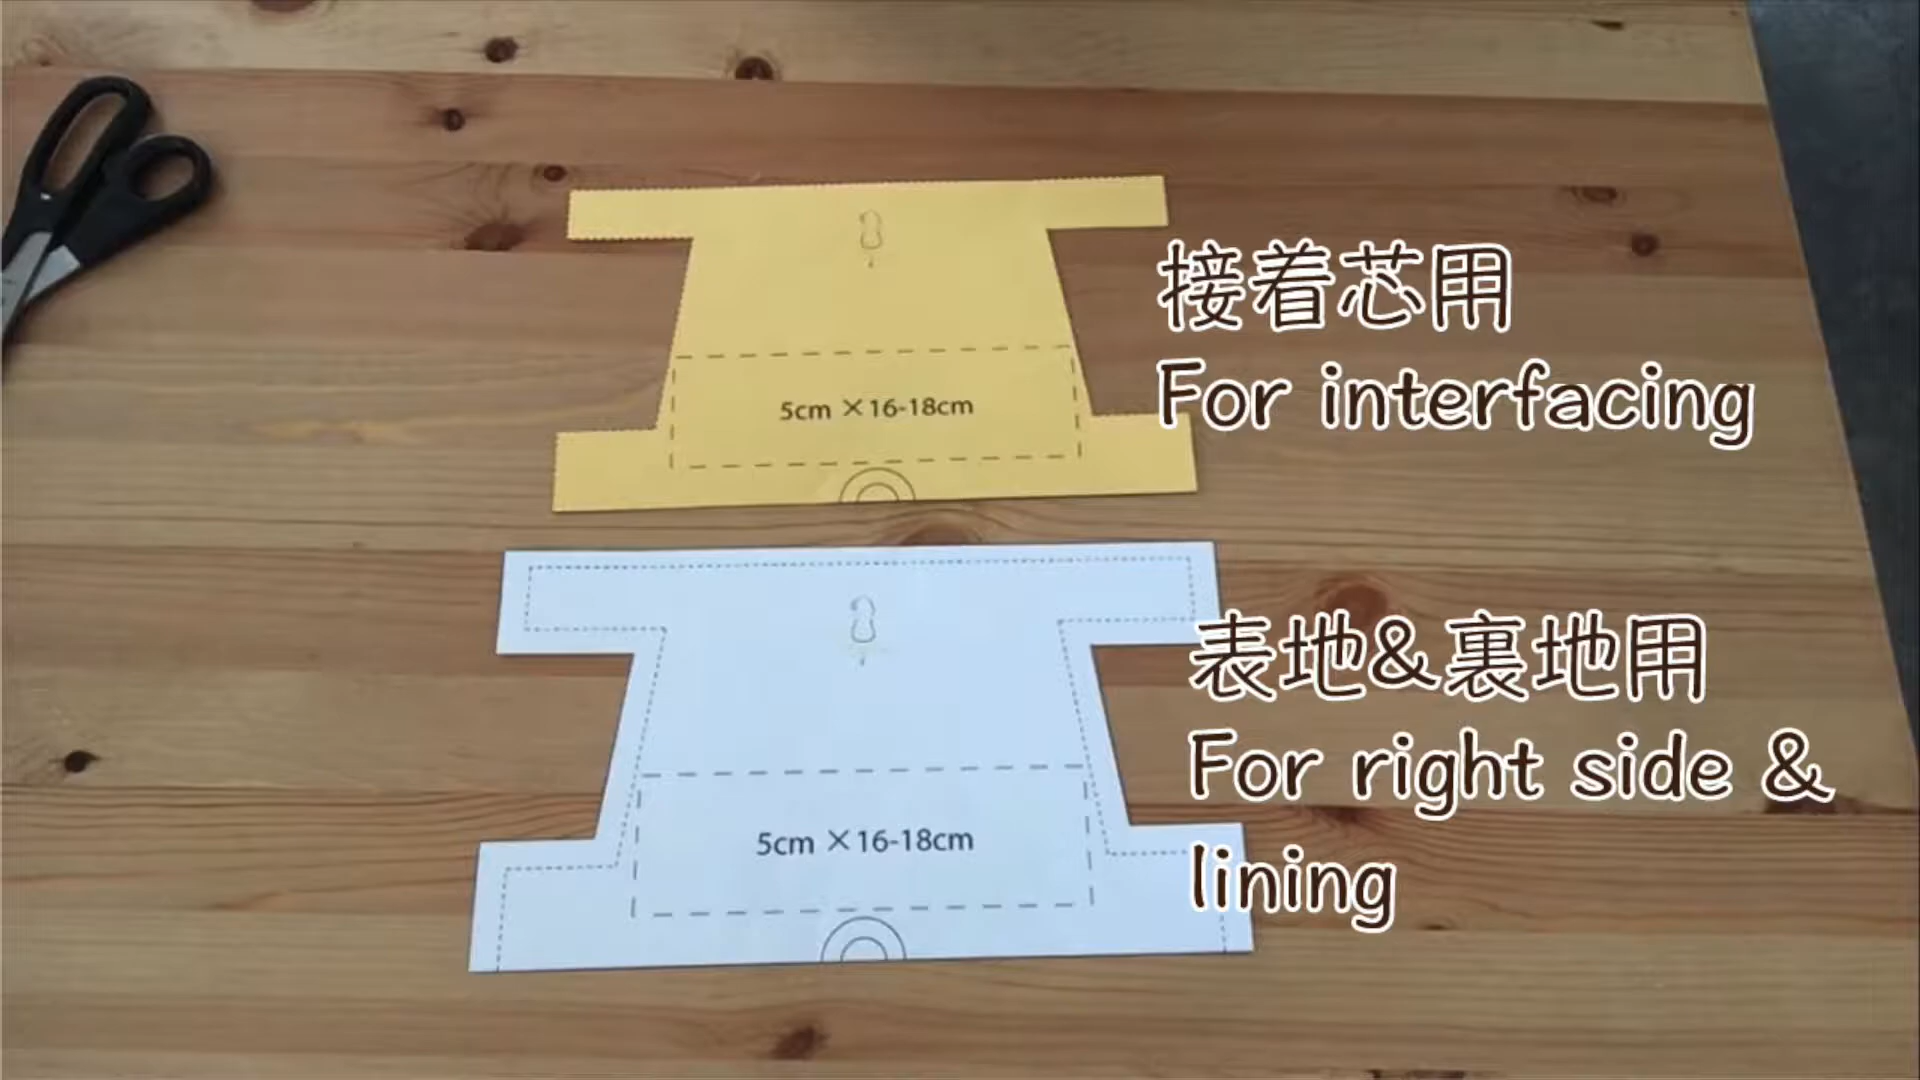 接着芯用
For interfacing
5cm ×16-18cm
表地&裏地用
For right side &
lining
5cm ×16-18cm